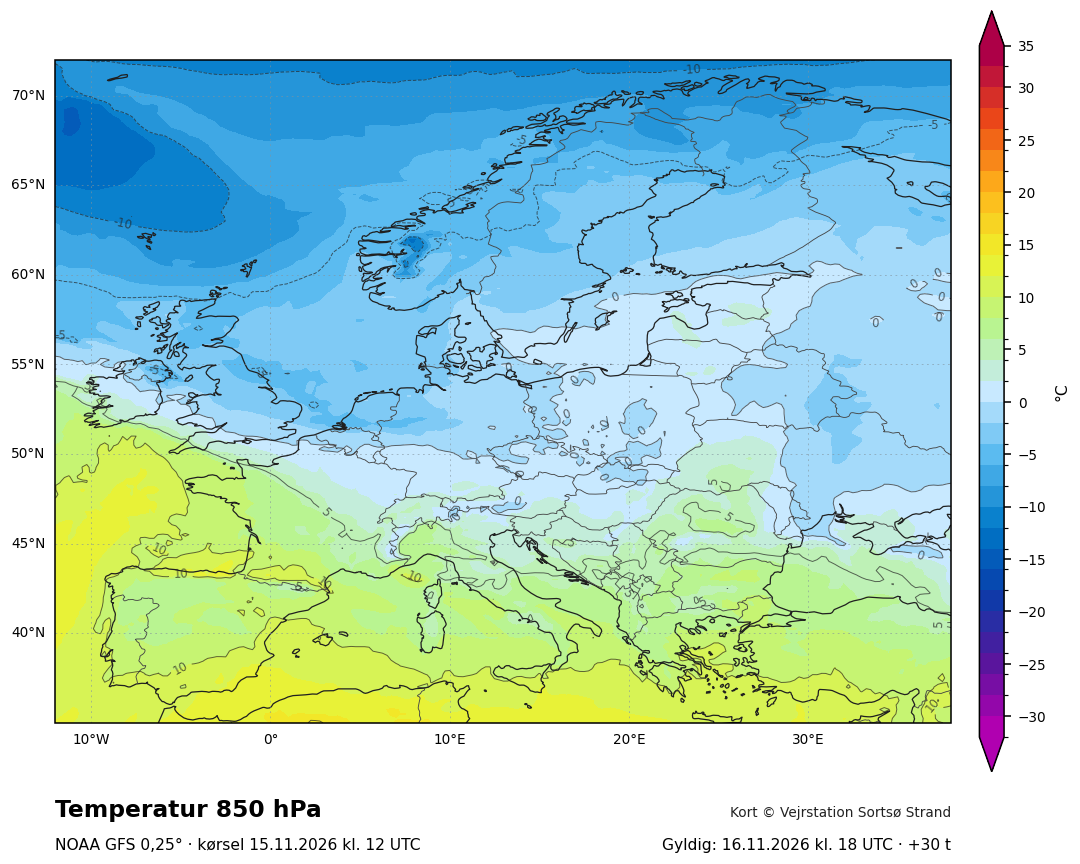 35
30
25
20
15
10
5
0
−5
−10
−15
−20
−25
−30
°C
70°N
65°N
60°N
55°N
50°N
45°N
40°N
10°W
0°
10°E
20°E
30°E
Temperatur 850 hPa
Kort © Vejrstation Sortsø Strand
NOAA GFS 0,25° · kørsel 15.11.2026 kl. 12 UTC
Gyldig: 16.11.2026 kl. 18 UTC · +30 t